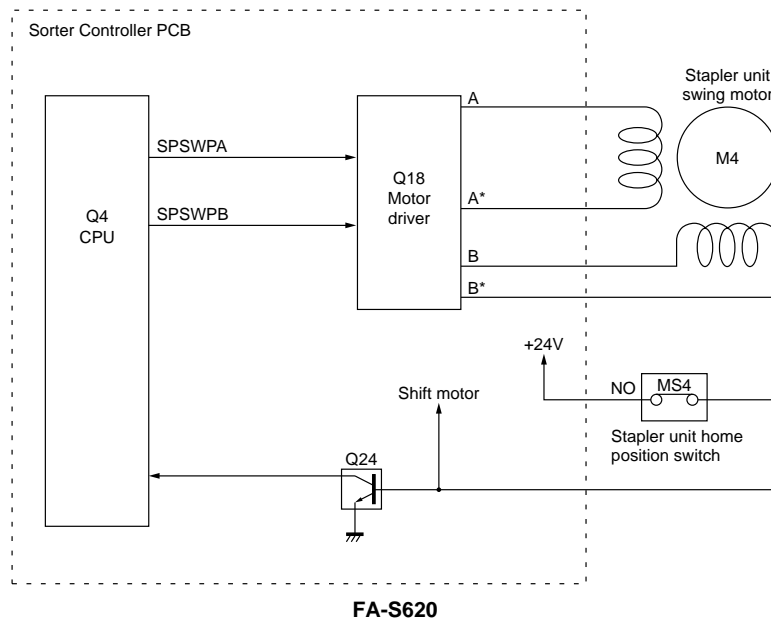 Sorter Controller PCB
Stapler unit
swing motor
A
SPSWPA
M4
Q18
Motor
driver
A*
Q4
CPU
SPSWPB
B
B*
+24V
NO
MS4
Shift motor
Stapler unit home
position switch
Q24
FA-S620